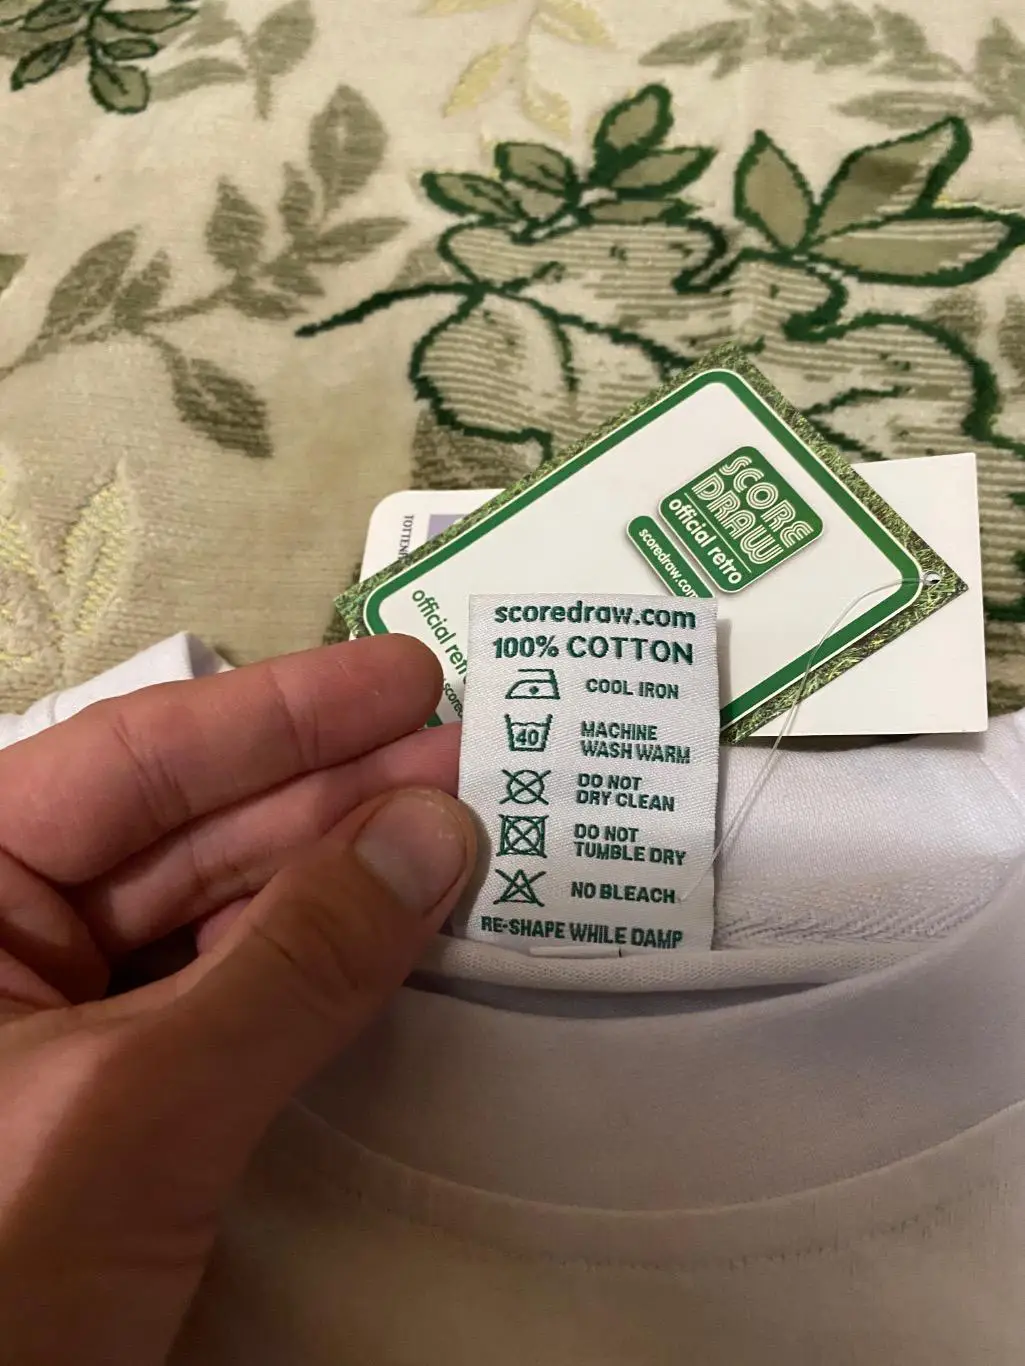 SCORE
DRAW
official retro
scoredraw.com
official
scoredraw.com
100% COTTON
COOL IRON
40
MACHINE
WASH WARM
DO NOT
DRY CLEAN
DO NOT
TUMBLE DRY
NO BLEACH
RE-SHAPE WHILE DAMP